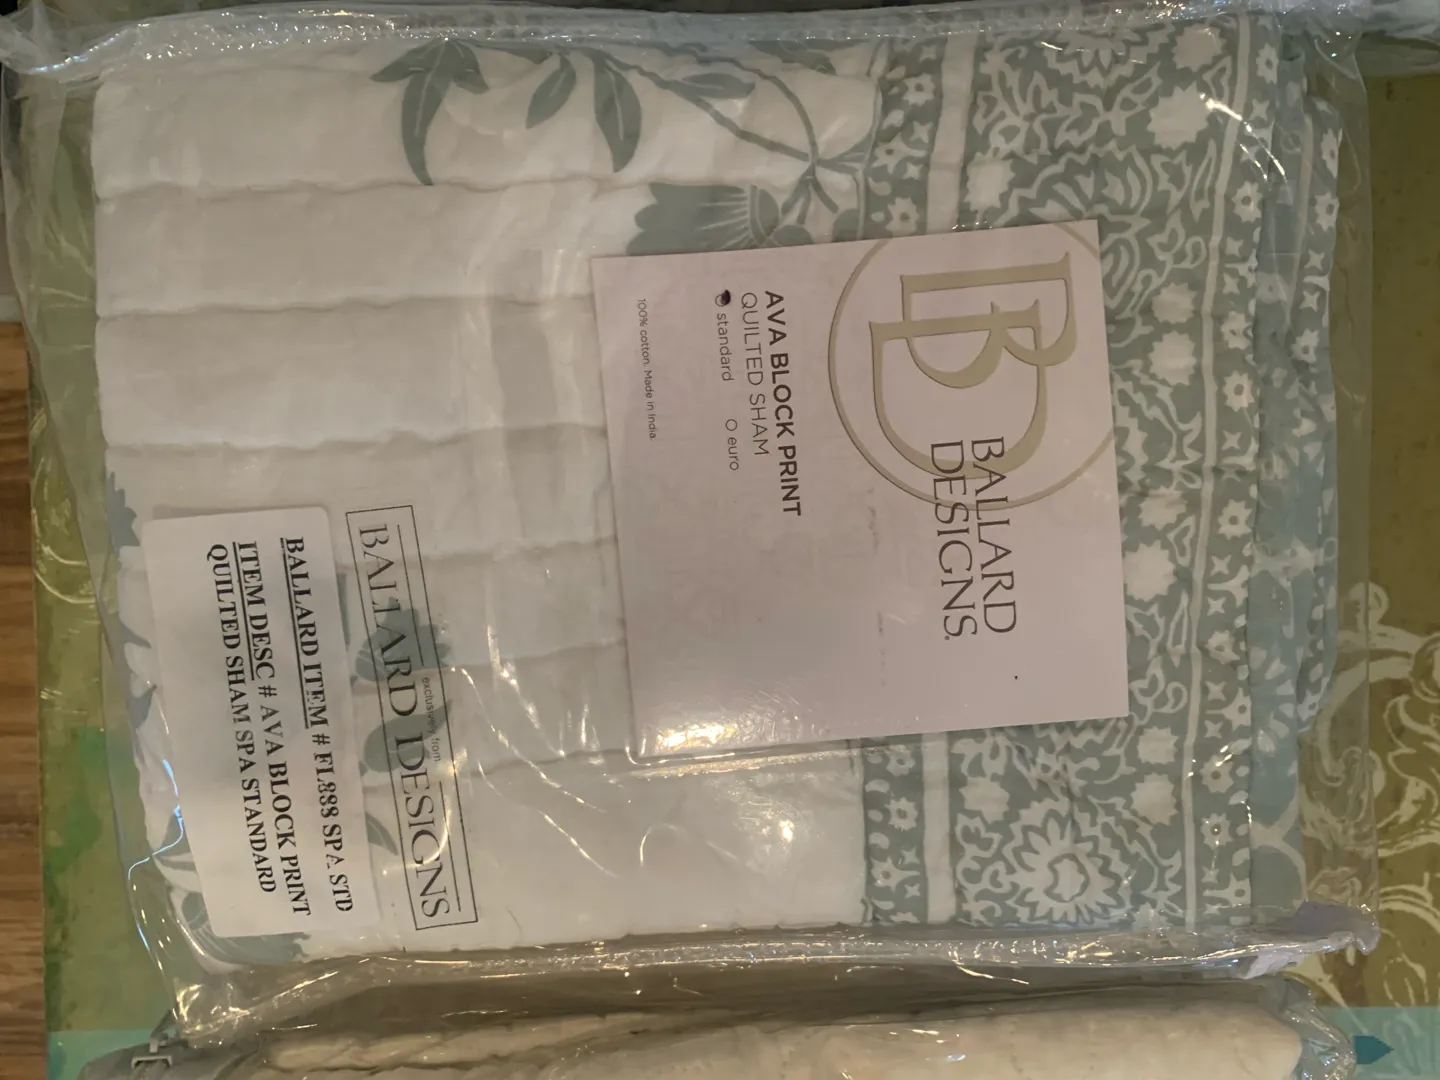 BALLARD
DESIGNS.
AVA BLOCK PRINT
QUILTED SHAM
standard O euro
100% cotton. Made in India.
exclusively from
BALLARD DESIGNS
BALLARD ITEM # FL888 SPA STD
ITEM DESC # AVA BLOCK PRINT
QUILTED SHAM SPA STANDARD